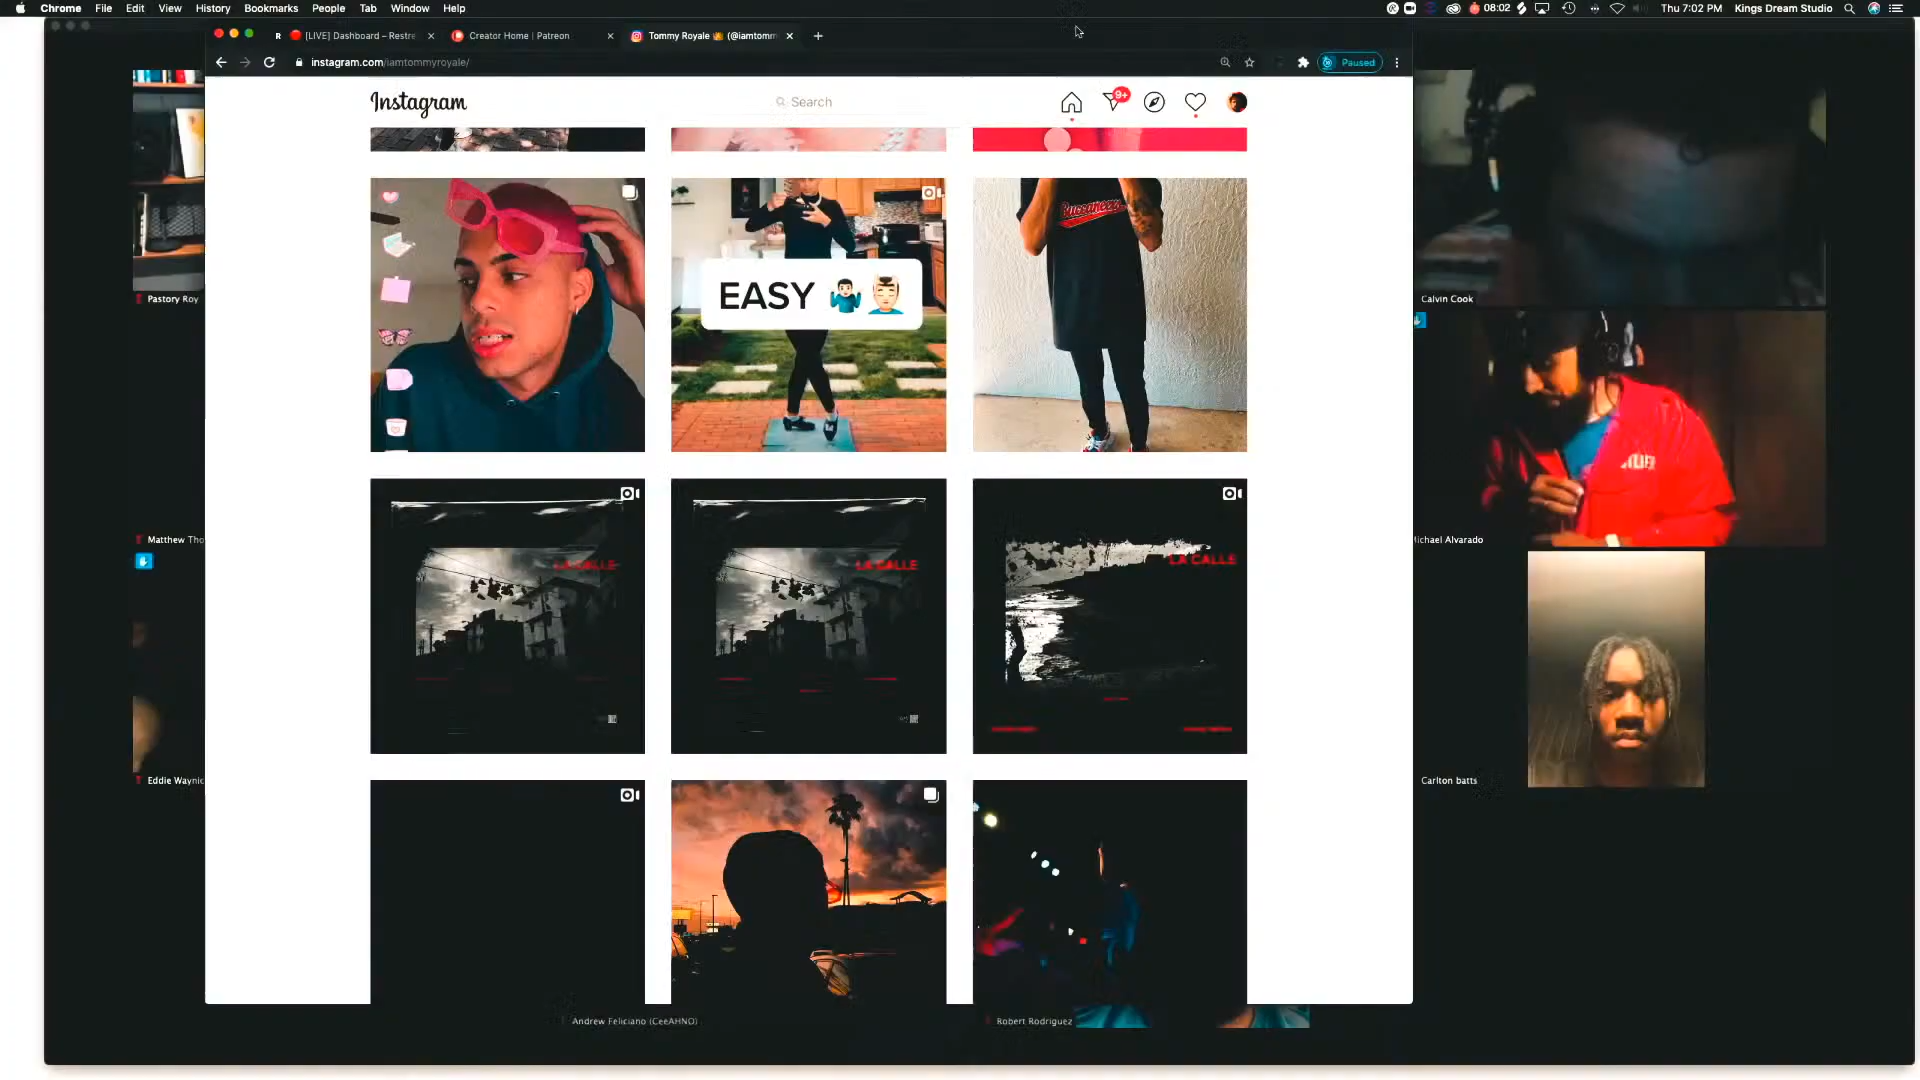 Chrome File Edit View History Bookmarks People Tab Window Help
08:02 Thu 7:02 PM Kings Dream Studio
[LIVE] Dashboard – Restre
Creator Home | Patreon
Tommy Royale (@iamtomm
instagram.com/iamtommyroyale/
Paused
Instagram
Search
9+
Buccaneers
EASY
LA CALLE
LA CALLE
LA CALLE
Pastory Roy
Calvin Cook
Matthew Tho
ichael Alvarado
Eddie Waynic
Carlton batts
Andrew Feliciano (CeeAHNO)
Robert Rodriguez